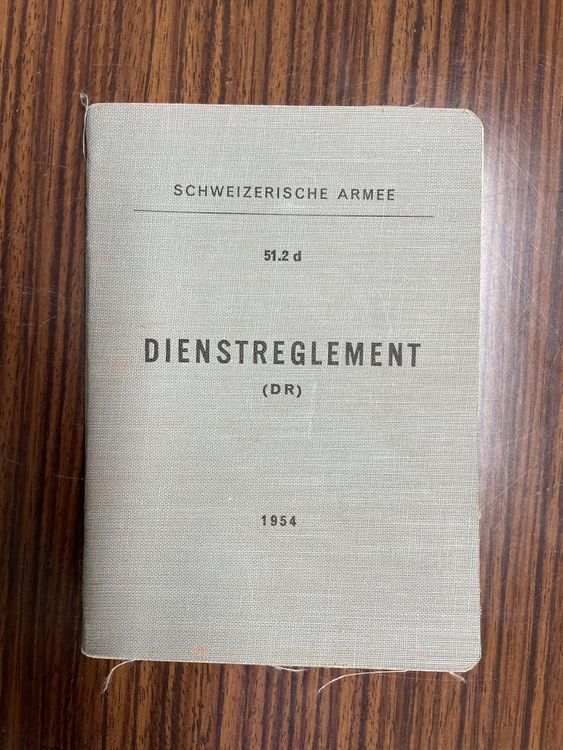 SCHWEIZERISCHE ARMEE
51.2 d
DIENSTREGLEMENT
(DR)
1954